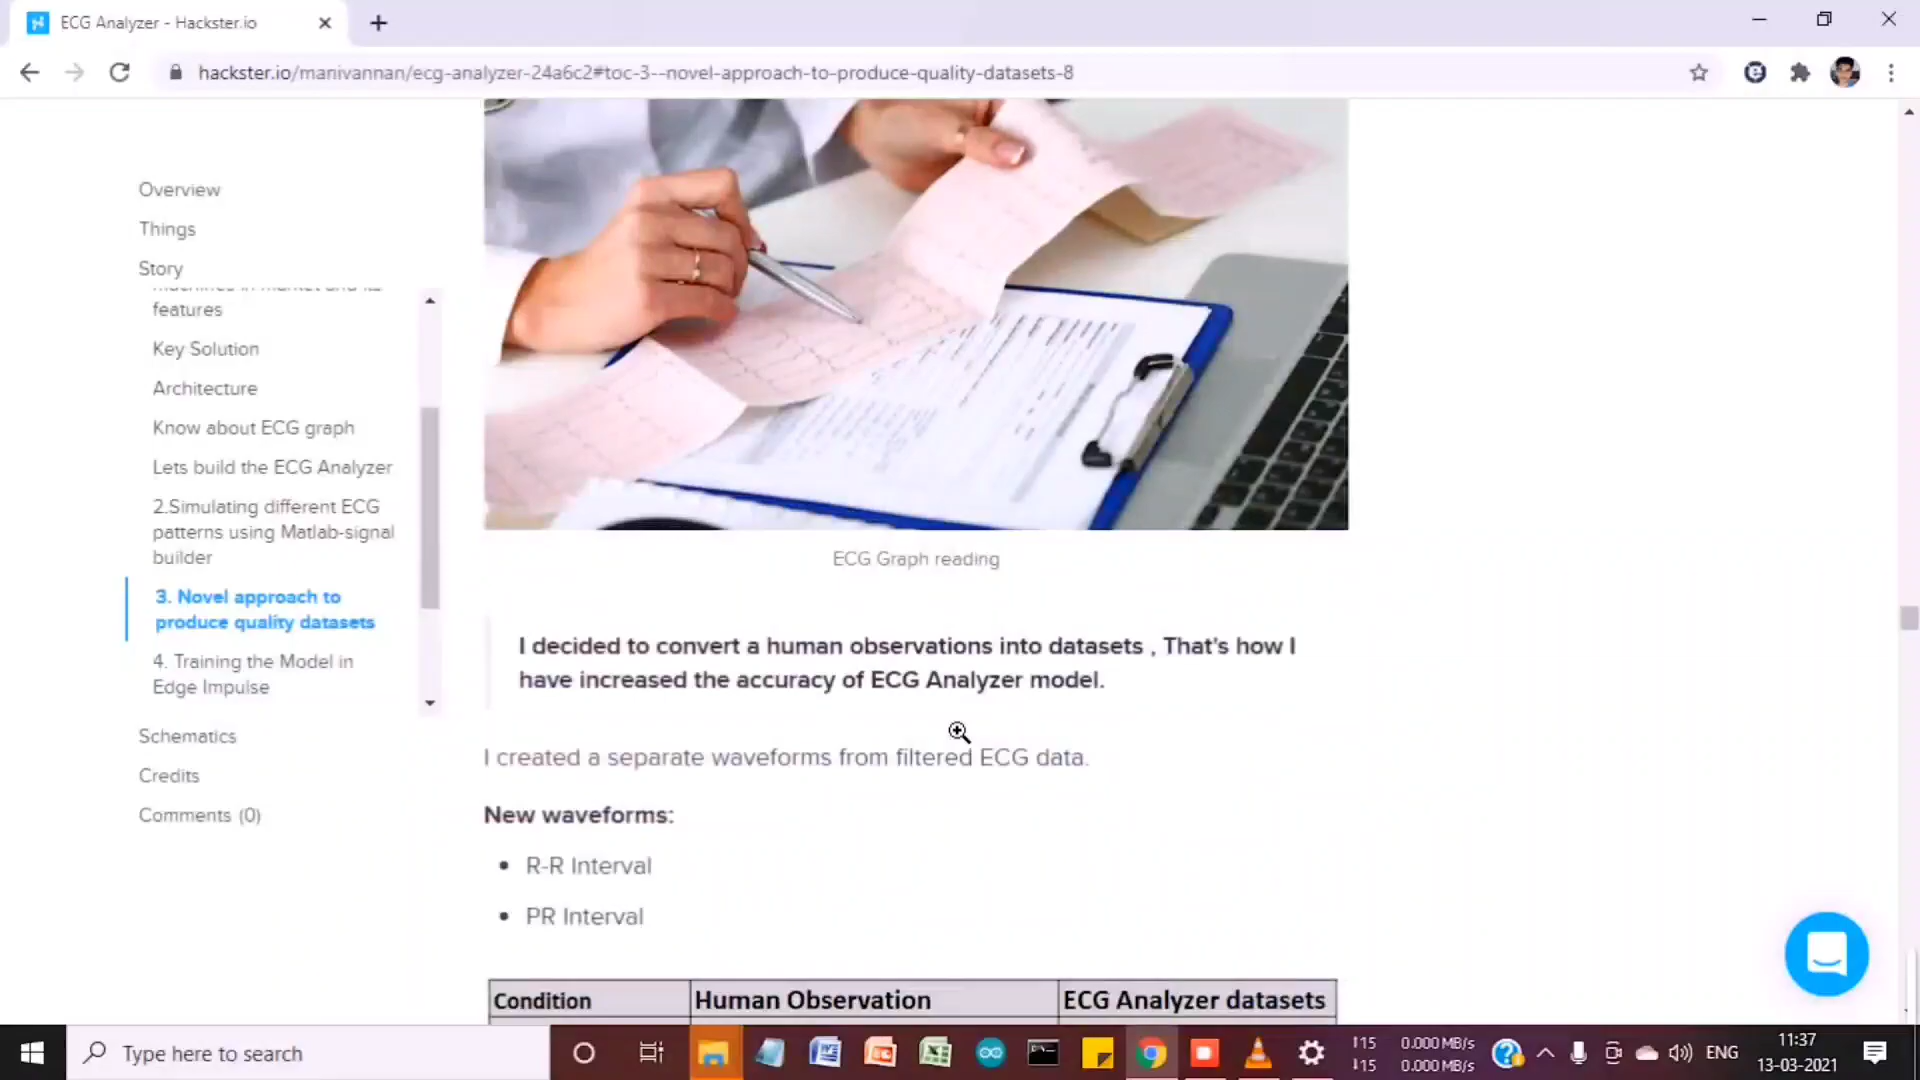 ECG Analyzer - Hackster.io
hackster.io/manivannan/ecg-analyzer-24a6c2#toc-3--novel-approach-to-produce-quality-datasets-8
Overview
Things
Story
features
Key Solution
Architecture
Know about ECG graph
Lets build the ECG Analyzer
2.Simulating different ECG
patterns using Matlab-signal
builder
3. Novel approach to
produce quality datasets
4. Training the Model in
Edge Impulse
Schematics
Credits
Comments (0)
ECG Graph reading
I decided to convert a human observations into datasets , That's how I
have increased the accuracy of ECG Analyzer model.
I created a separate waveforms from filtered ECG data.
New waveforms:
• R-R Interval
• PR Interval
Condition Human Observation ECG Analyzer datasets
Type here to search
115 0.000 MB/s
115 0.000 MB/s
ENG
11:37
13-03-2021